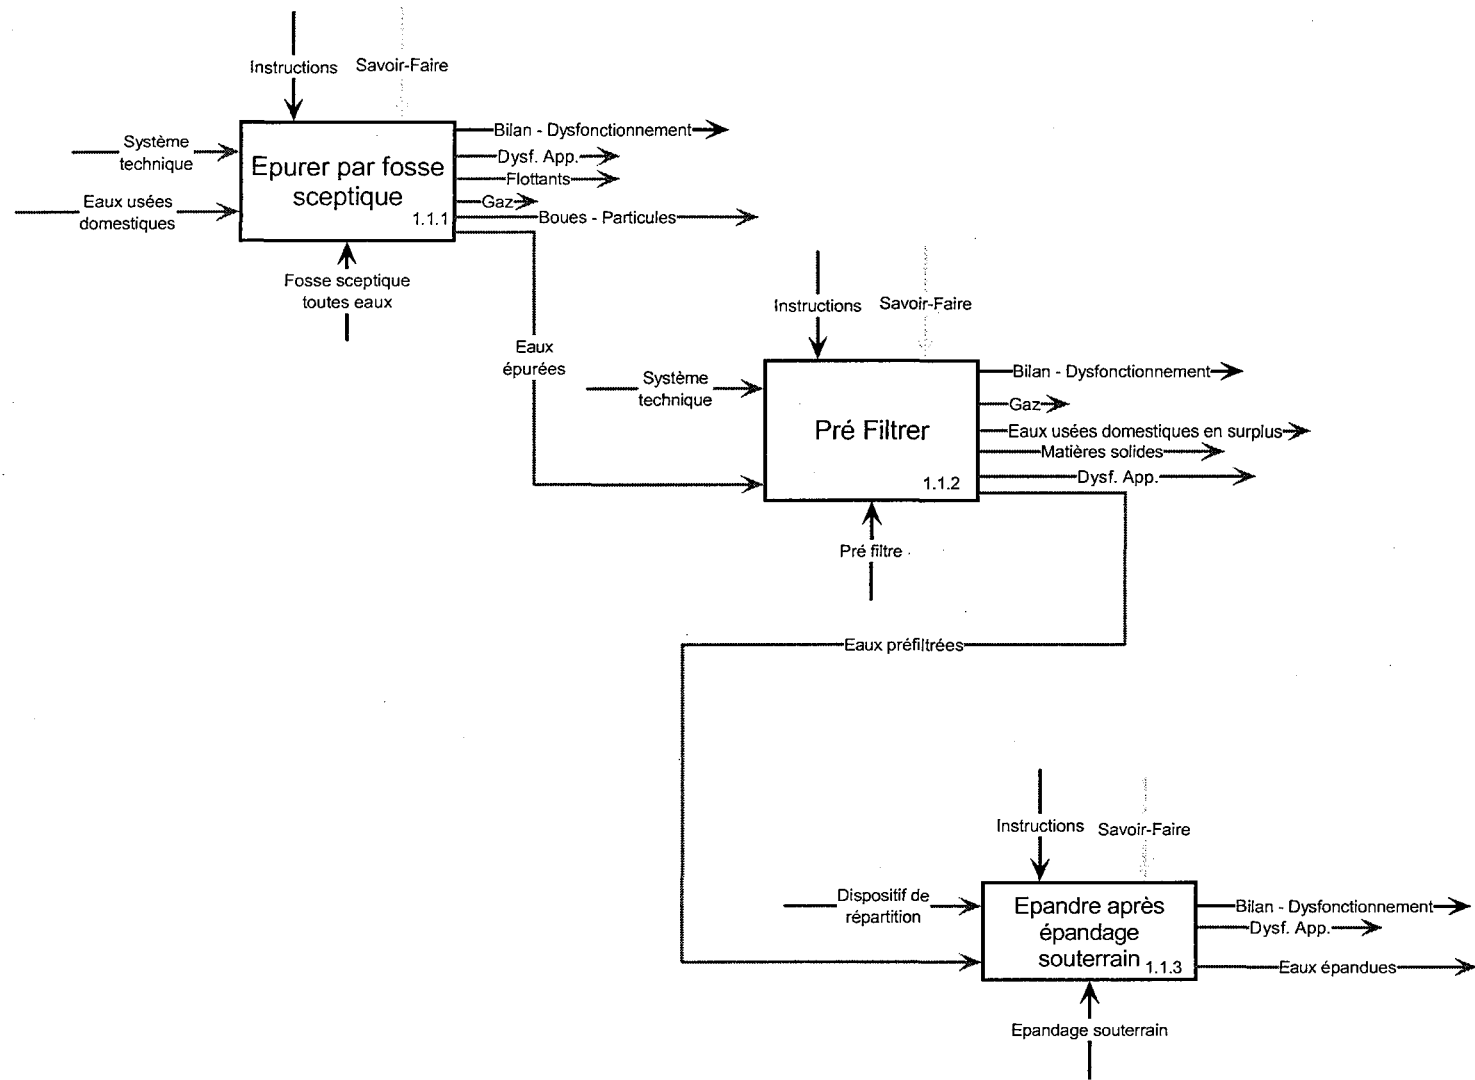 Instructions
Savoir-Faire
Système
technique
Eaux usées
domestiques
Epurer par fosse
sceptique
1.1.1
Bilan - Dysfonctionnement
Dysf. App.
Flottants
Gaz
Boues - Particules
Fosse sceptique
toutes eaux
Eaux
épurées
Instructions
Savoir-Faire
Système
technique
Pré Filtrer
1.1.2
Bilan - Dysfonctionnement
Gaz
Eaux usées domestiques en surplus
Matières solides
Dysf. App.
Pré filtre
Eaux préfiltrées
Instructions
Savoir-Faire
Dispositif de
répartition
Epandre après
épandage
souterrain
1.1.3
Bilan - Dysfonctionnement
Dysf. App.
Eaux épandues
Epandage souterrain